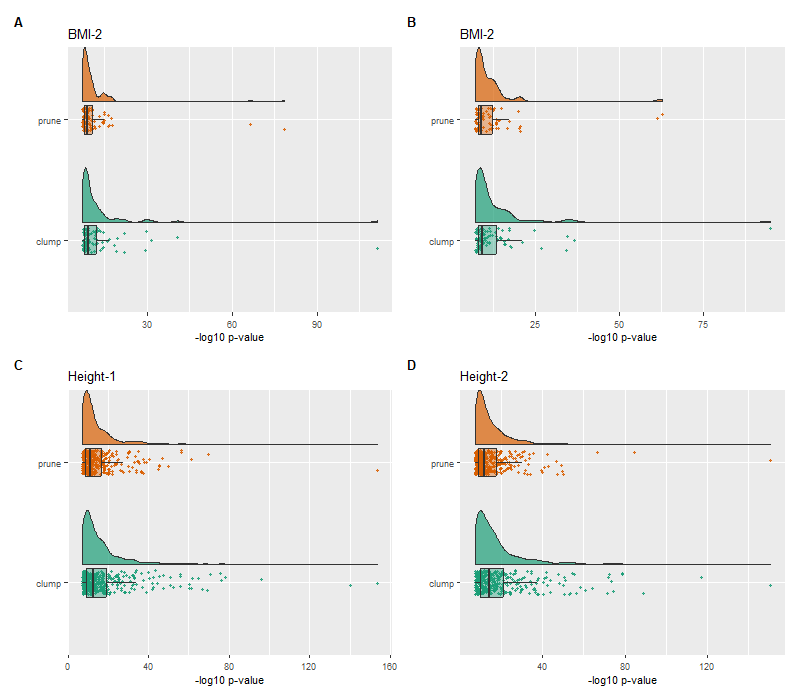 A
BMI-2
prune
clump
30
60
90
-log10 p-value
B
BMI-2
prune
clump
25
50
75
-log10 p-value
C
Height-1
prune
clump
0
40
80
120
160
-log10 p-value
D
Height-2
prune
clump
40
80
120
-log10 p-value